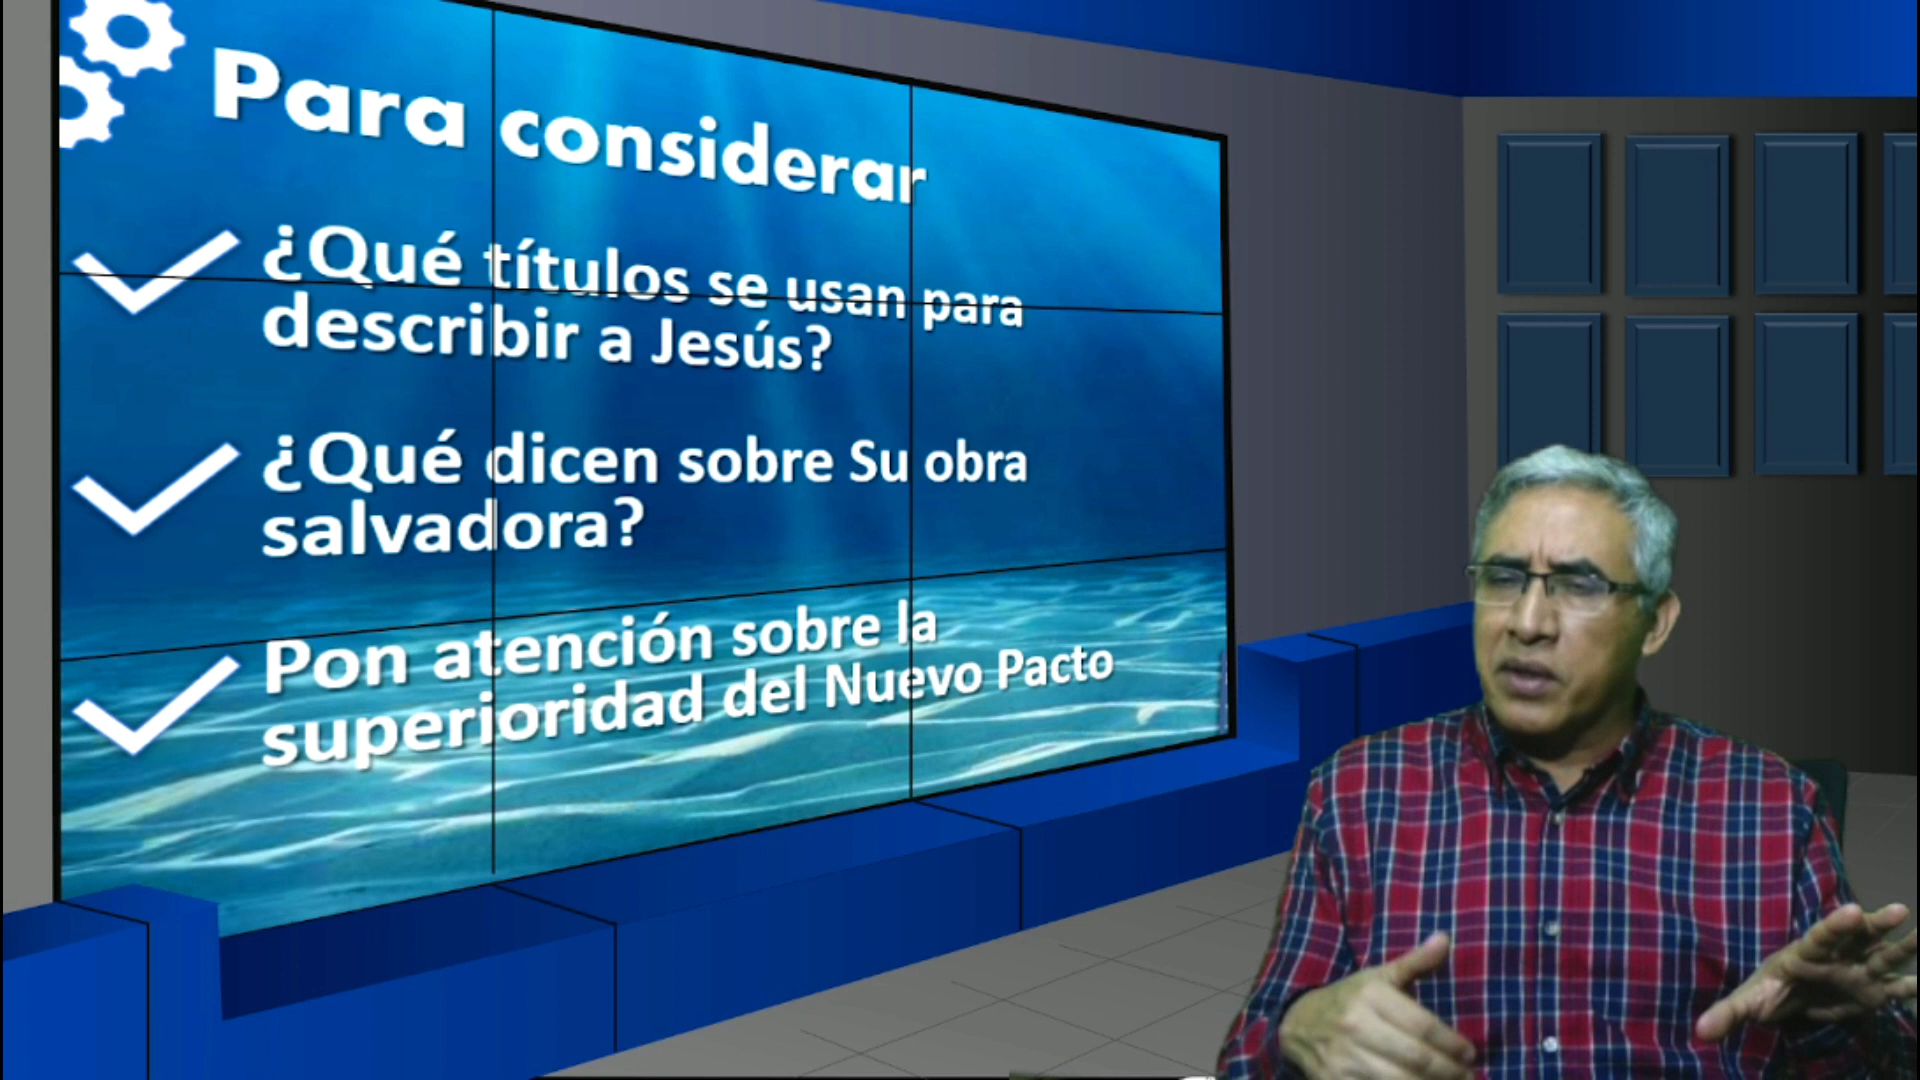 Para considerar
¿Qué títulos se usan para
describir a Jesús?
¿Qué dicen sobre Su obra
salvadora?
Pon atención sobre la
superioridad del Nuevo Pacto